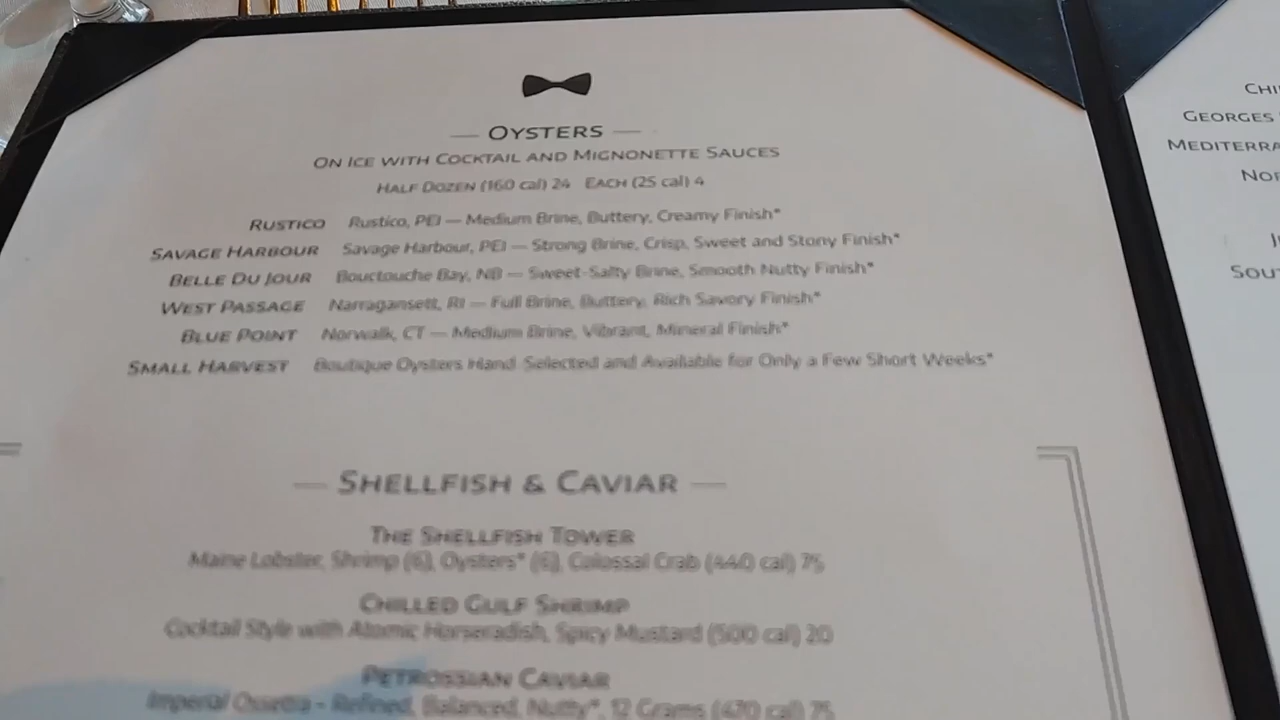 — OYSTERS —
ON ICE WITH COCKTAIL AND MIGNONETTE SAUCES
HALF DOZEN (160 cal) 24 EACH (25 cal) 4
RUSTICO Rustico, PEI — Medium Brine, Buttery, Creamy Finish*
SAVAGE HARBOUR Savage Harbour, PEI — Strong Brine, Crisp, Sweet and Stony Finish*
BELLE DU JOUR Bouctouche Bay, NB — Sweet-Salty Brine, Smooth Nutty Finish*
WEST PASSAGE Narragansett, RI — Full Brine, Buttery, Rich Savory Finish*
BLUE POINT Norwalk, CT — Medium Brine, Vibrant, Mineral Finish*
SMALL HARVEST Boutique Oysters Hand Selected and Available for Only a Few Short Weeks*
— SHELLFISH & CAVIAR —
THE SHELLFISH TOWER
Maine Lobster, Shrimp (6), Oysters* (6), Colossal Crab (440 cal) 75
CHILLED GULF SHRIMP
Cocktail Style with Atomic Horseradish, Spicy Mustard (500 cal) 20
PETROSSIAN CAVIAR
Imperial Ossetra - Refined, Balanced, Nutty*, 12 Grams (470 cal) 75
GEORGES